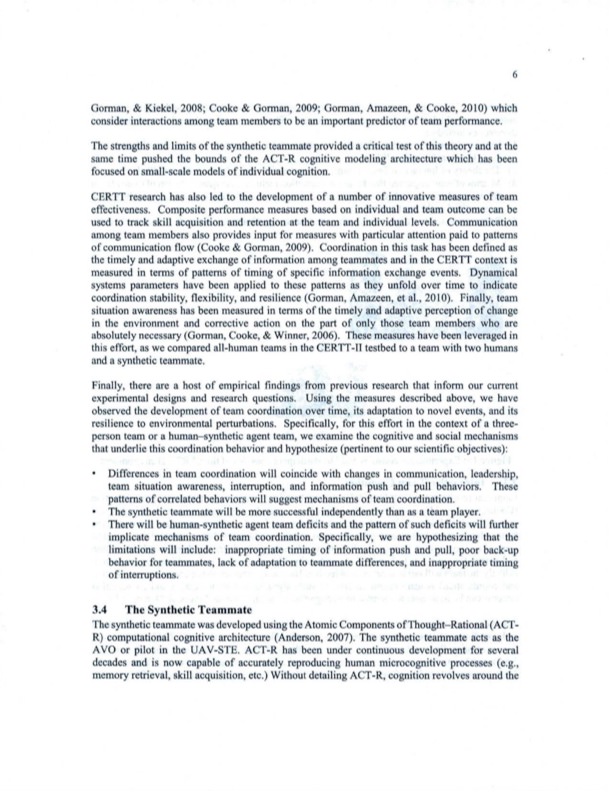 6
Gorman, & Kiekel, 2008; Cooke & Gorman, 2009; Gorman, Amazeen, & Cooke, 2010) which
consider interactions among team members to be an important predictor of team performance.
The strengths and limits of the synthetic teammate provided a critical test of this theory and at the
same time pushed the bounds of the ACT-R cognitive modeling architecture which has been
focused on small-scale models of individual cognition.
CERTT research has also led to the development of a number of innovative measures of team
effectiveness. Composite performance measures based on individual and team outcome can be
used to track skill acquisition and retention at the team and individual levels. Communication
among team members also provides input for measures with particular attention paid to patterns
of communication flow (Cooke & Gorman, 2009). Coordination in this task has been defined as
the timely and adaptive exchange of information among teammates and in the CERTT context is
measured in terms of patterns of timing of specific information exchange events. Dynamical
systems parameters have been applied to these patterns as they unfold over time to indicate
coordination stability, flexibility, and resilience (Gorman, Amazeen, et al., 2010). Finally, team
situation awareness has been measured in terms of the timely and adaptive perception of change
in the environment and corrective action on the part of only those team members who are
absolutely necessary (Gorman, Cooke, & Winner, 2006). These measures have been leveraged in
this effort, as we compared all-human teams in the CERTT-II testbed to a team with two humans
and a synthetic teammate.
Finally, there are a host of empirical findings from previous research that inform our current
experimental designs and research questions. Using the measures described above, we have
observed the development of team coordination over time, its adaptation to novel events, and its
resilience to environmental perturbations. Specifically, for this effort in the context of a three-
person team or a human-synthetic agent team, we examine the cognitive and social mechanisms
that underlie this coordination behavior and hypothesize (pertinent to our scientific objectives):
• Differences in team coordination will coincide with changes in communication, leadership,
team situation awareness, interruption, and information push and pull behaviors. These
patterns of correlated behaviors will suggest mechanisms of team coordination.
• The synthetic teammate will be more successful independently than as a team player.
• There will be human-synthetic agent team deficits and the pattern of such deficits will further
implicate mechanisms of team coordination. Specifically, we are hypothesizing that the
limitations will include: inappropriate timing of information push and pull, poor back-up
behavior for teammates, lack of adaptation to teammate differences, and inappropriate timing
of interruptions.
3.4 The Synthetic Teammate
The synthetic teammate was developed using the Atomic Components of Thought–Rational (ACT-
R) computational cognitive architecture (Anderson, 2007). The synthetic teammate acts as the
AVO or pilot in the UAV-STE. ACT-R has been under continuous development for several
decades and is now capable of accurately reproducing human microcognitive processes (e.g.,
memory retrieval, skill acquisition, etc.) Without detailing ACT-R, cognition revolves around the